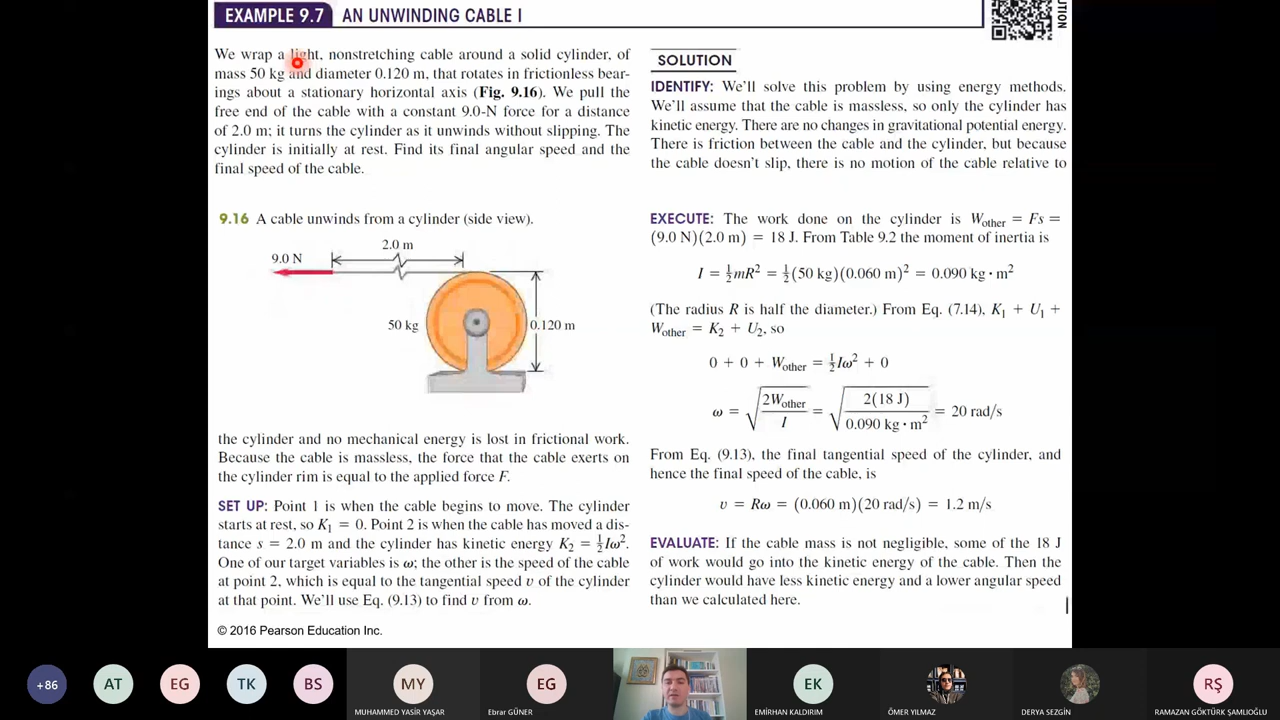 EXAMPLE 9.7 AN UNWINDING CABLE I
UTION
We wrap a light, nonstretching cable around a solid cylinder, of
mass 50 kg and diameter 0.120 m, that rotates in frictionless bear-
ings about a stationary horizontal axis (Fig. 9.16). We pull the
free end of the cable with a constant 9.0-N force for a distance
of 2.0 m; it turns the cylinder as it unwinds without slipping. The
cylinder is initially at rest. Find its final angular speed and the
final speed of the cable.
9.16 A cable unwinds from a cylinder (side view).
2.0 m
9.0 N
50 kg
0.120 m
the cylinder and no mechanical energy is lost in frictional work.
Because the cable is massless, the force that the cable exerts on
the cylinder rim is equal to the applied force F.
SET UP: Point 1 is when the cable begins to move. The cylinder
starts at rest, so K₁ = 0. Point 2 is when the cable has moved a dis-
tance s = 2.0 m and the cylinder has kinetic energy K₂ = ½Iω².
One of our target variables is ω; the other is the speed of the cable
at point 2, which is equal to the tangential speed v of the cylinder
at that point. We'll use Eq. (9.13) to find v from ω.
© 2016 Pearson Education Inc.
SOLUTION
IDENTIFY: We'll solve this problem by using energy methods.
We'll assume that the cable is massless, so only the cylinder has
kinetic energy. There are no changes in gravitational potential energy.
There is friction between the cable and the cylinder, but because
the cable doesn't slip, there is no motion of the cable relative to
EXECUTE: The work done on the cylinder is Wother = Fs =
(9.0 N)(2.0 m) = 18 J. From Table 9.2 the moment of inertia is
I = ½mR² = ½(50 kg)(0.060 m)² = 0.090 kg · m²
(The radius R is half the diameter.) From Eq. (7.14), K₁ + U₁ +
Wother = K₂ + U₂, so
0 + 0 + Wother = ½Iω² + 0
ω = √(2Wother / I) = √(2(18 J) / 0.090 kg · m²) = 20 rad/s
From Eq. (9.13), the final tangential speed of the cylinder, and
hence the final speed of the cable, is
v = Rω = (0.060 m)(20 rad/s) = 1.2 m/s
EVALUATE: If the cable mass is not negligible, some of the 18 J
of work would go into the kinetic energy of the cable. Then the
cylinder would have less kinetic energy and a lower angular speed
than we calculated here.
+86 AT EG TK BS MY EG EK RŞ
MUHAMMED YASİR YAŞAR Ebrar GÜNER EMİRHAN KALDIRIM ÖMER YILMAZ DERYA SEZGİN RAMAZAN GÖKTÜRK ŞAMLIOĞLU